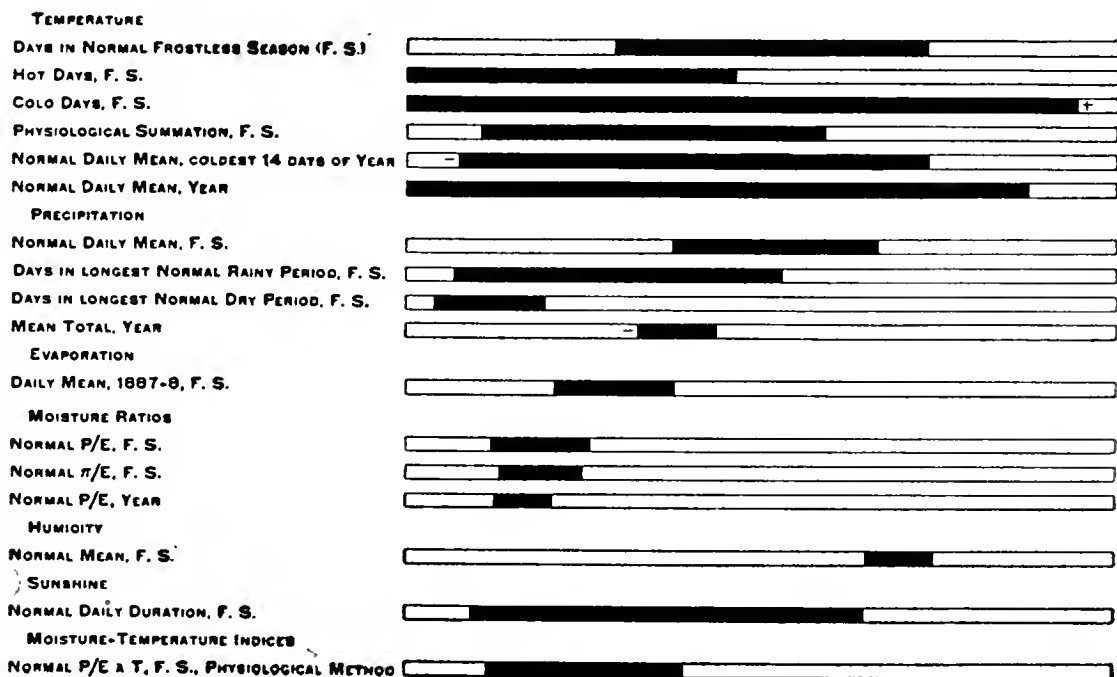 TEMPERATURE
DAYS IN NORMAL FROSTLESS SEASON (F. S.)
HOT DAYS, F. S.
COLD DAYS, F. S.
+
PHYSIOLOGICAL SUMMATION, F. S.
NORMAL DAILY MEAN, COLDEST 14 DAYS OF YEAR
−
NORMAL DAILY MEAN, YEAR
PRECIPITATION
NORMAL DAILY MEAN, F. S.
DAYS IN LONGEST NORMAL RAINY PERIOD, F. S.
DAYS IN LONGEST NORMAL DRY PERIOD, F. S.
MEAN TOTAL, YEAR
−
EVAPORATION
DAILY MEAN, 1887-8, F. S.
MOISTURE RATIOS
NORMAL P/E, F. S.
NORMAL π/E, F. S.
NORMAL P/E, YEAR
HUMIDITY
NORMAL MEAN, F. S.
SUNSHINE
NORMAL DAILY DURATION, F. S.
MOISTURE-TEMPERATURE INDICES
NORMAL P/E X T, F. S., PHYSIOLOGICAL METHOD